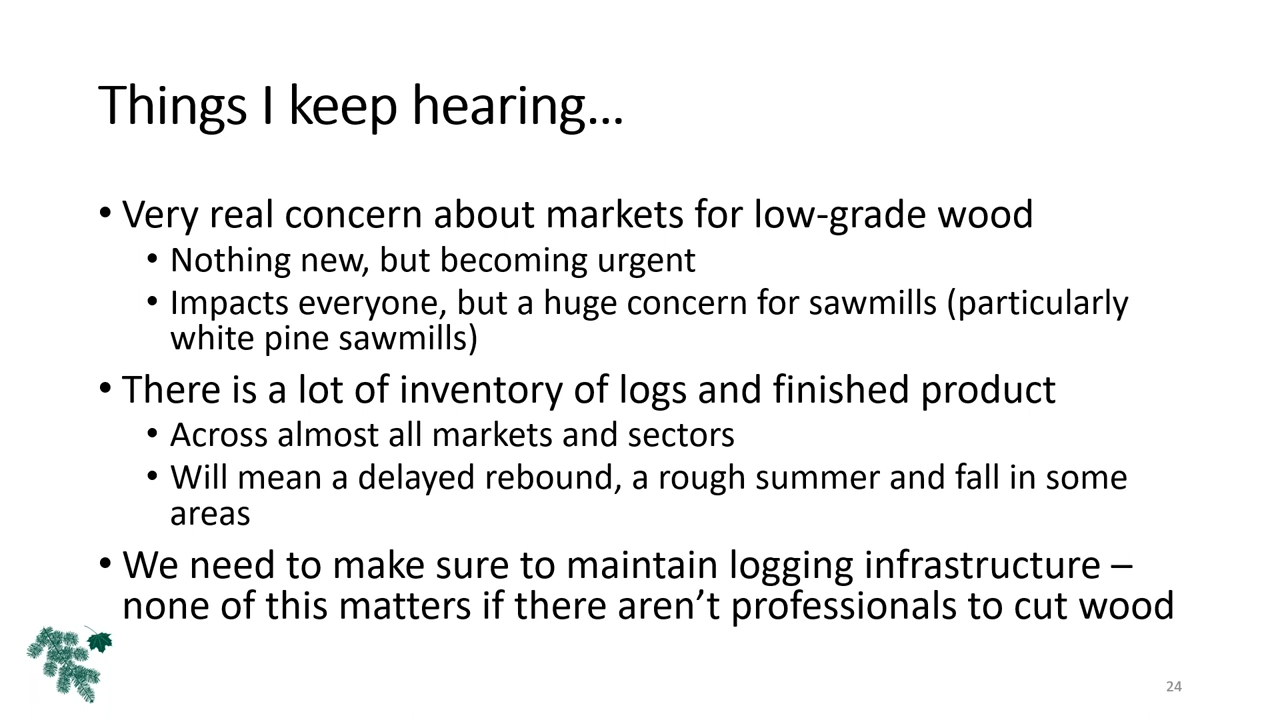 Things I keep hearing…
• Very real concern about markets for low-grade wood
• Nothing new, but becoming urgent
• Impacts everyone, but a huge concern for sawmills (particularly
white pine sawmills)
• There is a lot of inventory of logs and finished product
• Across almost all markets and sectors
• Will mean a delayed rebound, a rough summer and fall in some
areas
• We need to make sure to maintain logging infrastructure –
none of this matters if there aren’t professionals to cut wood
24